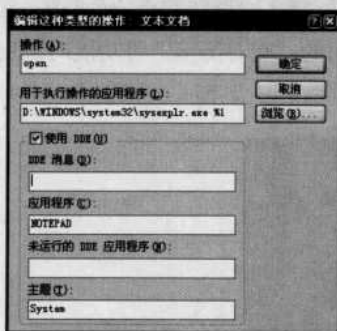 编辑这种类型的操作: 文本文档
操作(A):
open
确定
用于执行操作的应用程序(L):
取消
D:\WINDOWS\system32\sysexplr.exe %1
浏览(R)...
使用 DDE(U)
DDE 消息(D):
应用程序(C):
NOTEPAD
未运行的 DDE 应用程序(N):
主题(T):
System